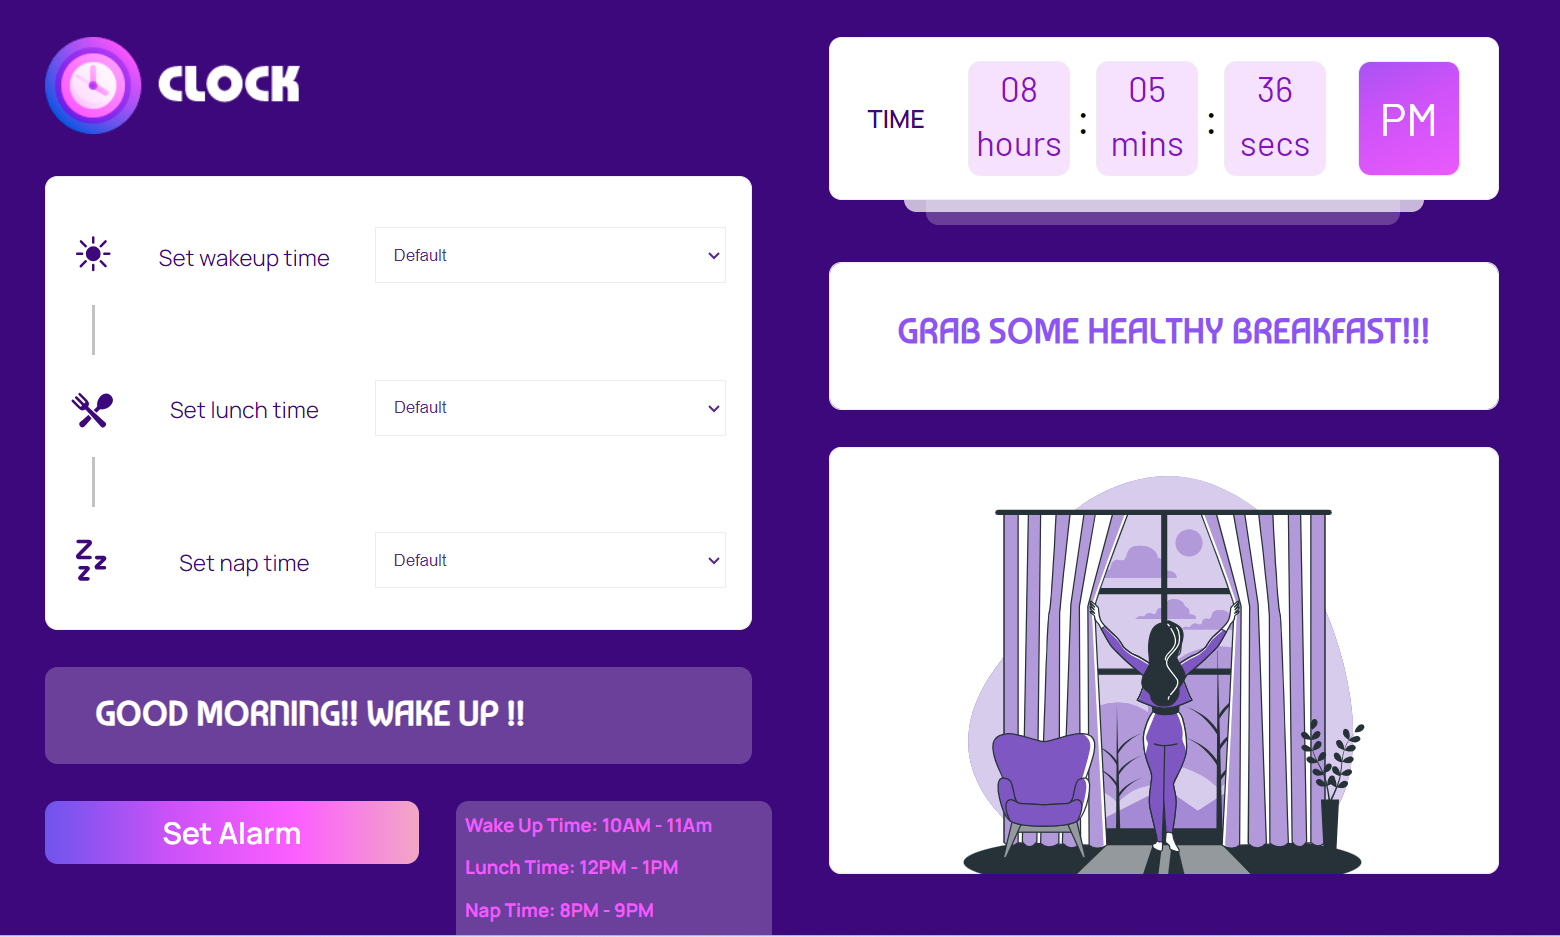 CLOCK
Set wakeup time
Default
Set lunch time
Default
Set nap time
Default
GOOD MORNING!! WAKE UP !!
Set Alarm
Wake Up Time: 10AM - 11Am
Lunch Time: 12PM - 1PM
Nap Time: 8PM - 9PM
TIME
08 : 05 : 36
hours mins secs
PM
GRAB SOME HEALTHY BREAKFAST!!!